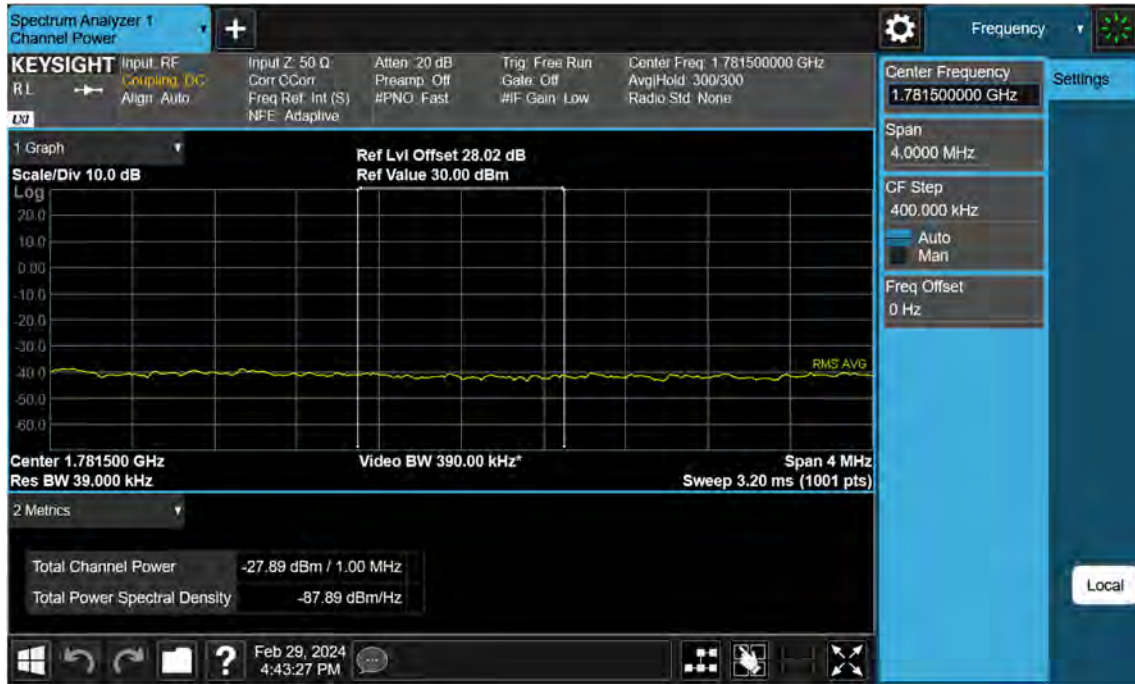 Spectrum Analyzer 1
Channel Power
Frequency
KEYSIGHT
R L
LXI
Input: RF
Coupling: DC
Align: Auto
Input Z: 50 Ω
Corr CCorr
Freq Ref: Int (S)
NFE: Adaptive
Atten: 20 dB
Preamp: Off
#PNO: Fast
Trig: Free Run
Gate: Off
#IF Gain: Low
Center Freq: 1.781500000 GHz
Avg|Hold: 300/300
Radio Std: None
Center Frequency
1.781500000 GHz
Settings
Span
4.0000 MHz
CF Step
400.000 kHz
Auto
Man
Freq Offset
0 Hz
Local
1 Graph
Scale/Div 10.0 dB
Ref Lvl Offset 28.02 dB
Ref Value 30.00 dBm
Log
20.0
10.0
0.00
-10.0
-20.0
-30.0
-40.0
-50.0
-60.0
RMS AVG
Center 1.781500 GHz
Video BW 390.00 kHz*
Span 4 MHz
Res BW 39.000 kHz
Sweep 3.20 ms (1001 pts)
2 Metrics
Total Channel Power -27.89 dBm / 1.00 MHz
Total Power Spectral Density -87.89 dBm/Hz
Feb 29, 2024
4:43:27 PM